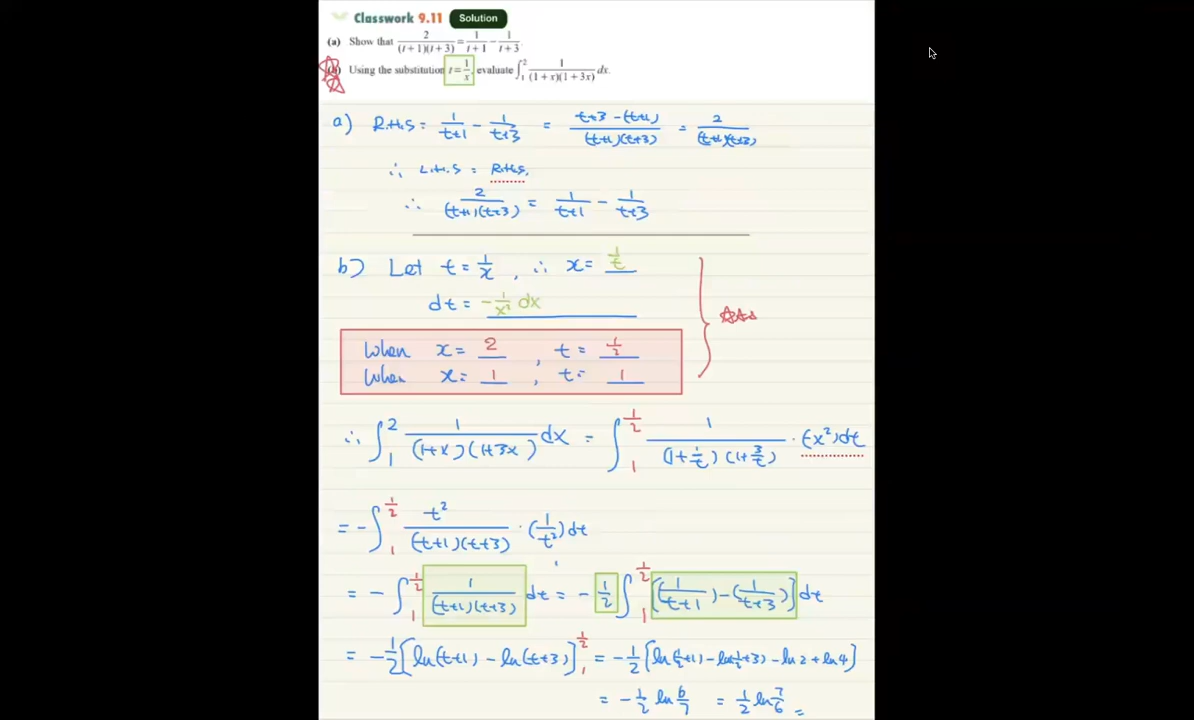 Classwork 9.11 Solution
(a) Show that 2/((t+1)(t+3)) = 1/(t+1) − 1/(t+3).
(b) Using the substitution t = 1/x, evaluate ∫₁² 1/((1+x)(1+3x)) dx.
a) R.H.S = 1/(t+1) − 1/(t+3) = (t+3−(t+1))/((t+1)(t+3)) = 2/((t+1)(t+3))
∴ L.H.S = R.H.S.
∴ 2/((t+1)(t+3)) = 1/(t+1) − 1/(t+3)
b) Let t = 1/x , ∴ x = 1/t
dt = −1/x² dx
When x = 2 , t = 1/2
When x = 1 , t = 1
∴ ∫₁² 1/((1+x)(1+3x)) dx = ∫₁^(1/2) 1/((1+1/t)(1+3/t)) · (−x²)dt
= −∫₁^(1/2) t²/((t+1)(t+3)) · (1/t²)dt
= −∫₁^(1/2) 1/((t+1)(t+3)) dt = −1/2 ∫₁^(1/2) [(1/(t+1)) − (1/(t+3))] dt
= −1/2 [ln(t+1) − ln(t+3)]₁^(1/2) = −1/2 [ln(1/2+1) − ln(1/2+3) − ln2 + ln4]
= −1/2 ln 6/7 = 1/2 ln 7/6